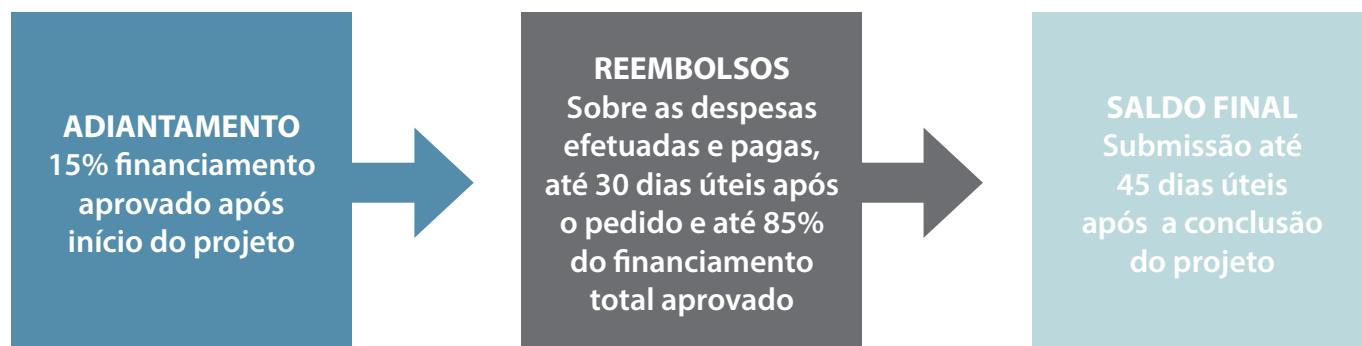 ADIANTAMENTO
15% financiamento
aprovado após
início do projeto
REEMBOLSOS
Sobre as despesas
efetuadas e pagas,
até 30 dias úteis após
o pedido e até 85%
do financiamento
total aprovado
SALDO FINAL
Submissão até
45 dias úteis
após a conclusão
do projeto